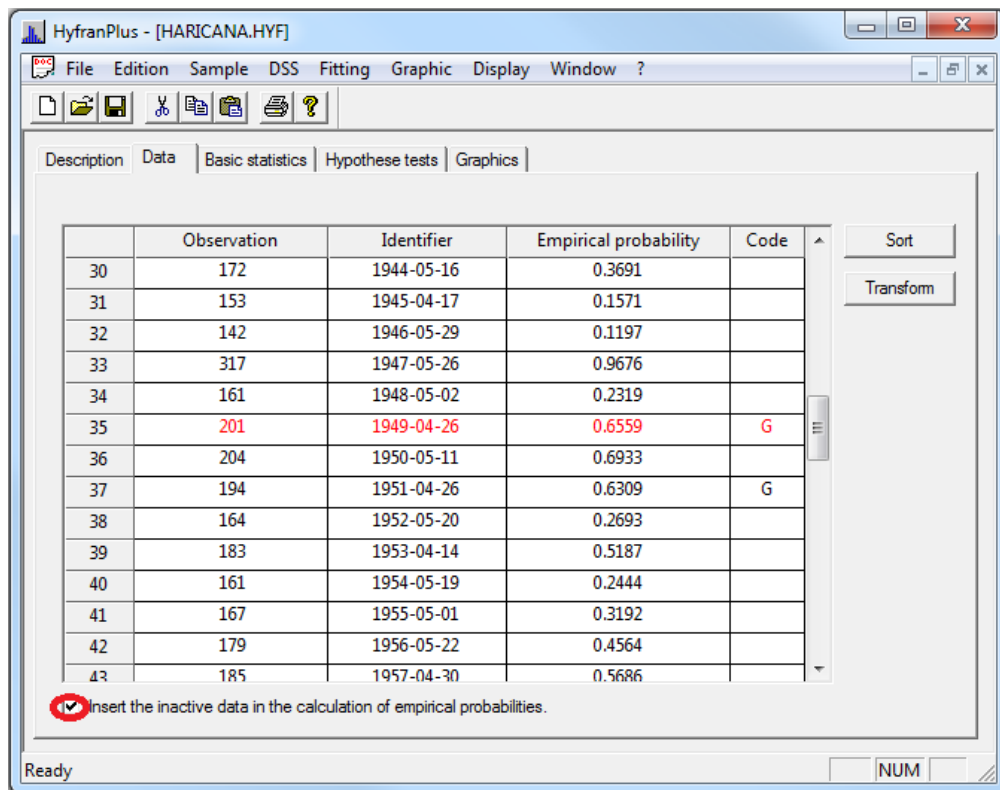 HyfranPlus - [HARICANA.HYF]
DOC File Edition Sample DSS Fitting Graphic Display Window ?
Description Data Basic statistics Hypothese tests Graphics
Observation Identifier Empirical probability Code
Sort
Transform
30 172 1944-05-16 0.3691
31 153 1945-04-17 0.1571
32 142 1946-05-29 0.1197
33 317 1947-05-26 0.9676
34 161 1948-05-02 0.2319
35 201 1949-04-26 0.6559 G
36 204 1950-05-11 0.6933
37 194 1951-04-26 0.6309 G
38 164 1952-05-20 0.2693
39 183 1953-04-14 0.5187
40 161 1954-05-19 0.2444
41 167 1955-05-01 0.3192
42 179 1956-05-22 0.4564
43 185 1957-04-30 0.5686
Insert the inactive data in the calculation of empirical probabilities.
Ready NUM